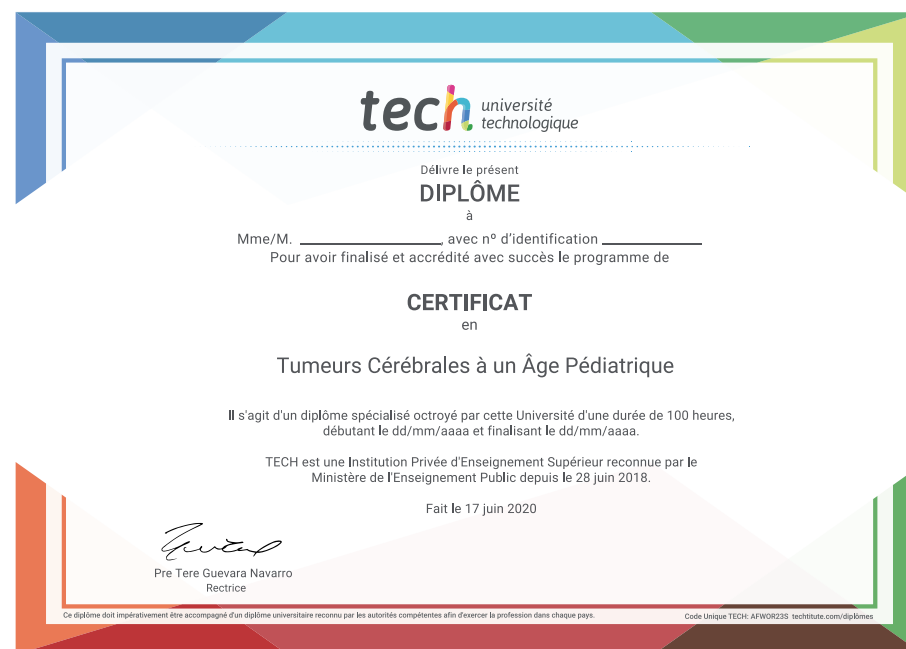 tech université
technologique
Délivre le présent
DIPLÔME
à
Mme/M. ____________________, avec nº d'identification ______________
Pour avoir finalisé et accrédité avec succès le programme de
CERTIFICAT
en
Tumeurs Cérébrales à un Âge Pédiatrique
Il s'agit d'un diplôme spécialisé octroyé par cette Université d'une durée de 100 heures,
débutant le dd/mm/aaaa et finalisant le dd/mm/aaaa.
TECH est une Institution Privée d'Enseignement Supérieur reconnue par le
Ministère de l'Enseignement Public depuis le 28 juin 2018.
Fait le 17 juin 2020
Pre Tere Guevara Navarro
Rectrice
Ce diplôme doit impérativement être accompagné d'un diplôme universitaire reconnu par les autorités compétentes afin d'exercer la profession dans chaque pays.
Code Unique TECH: AFWOR23S techtitute.com/diplômes